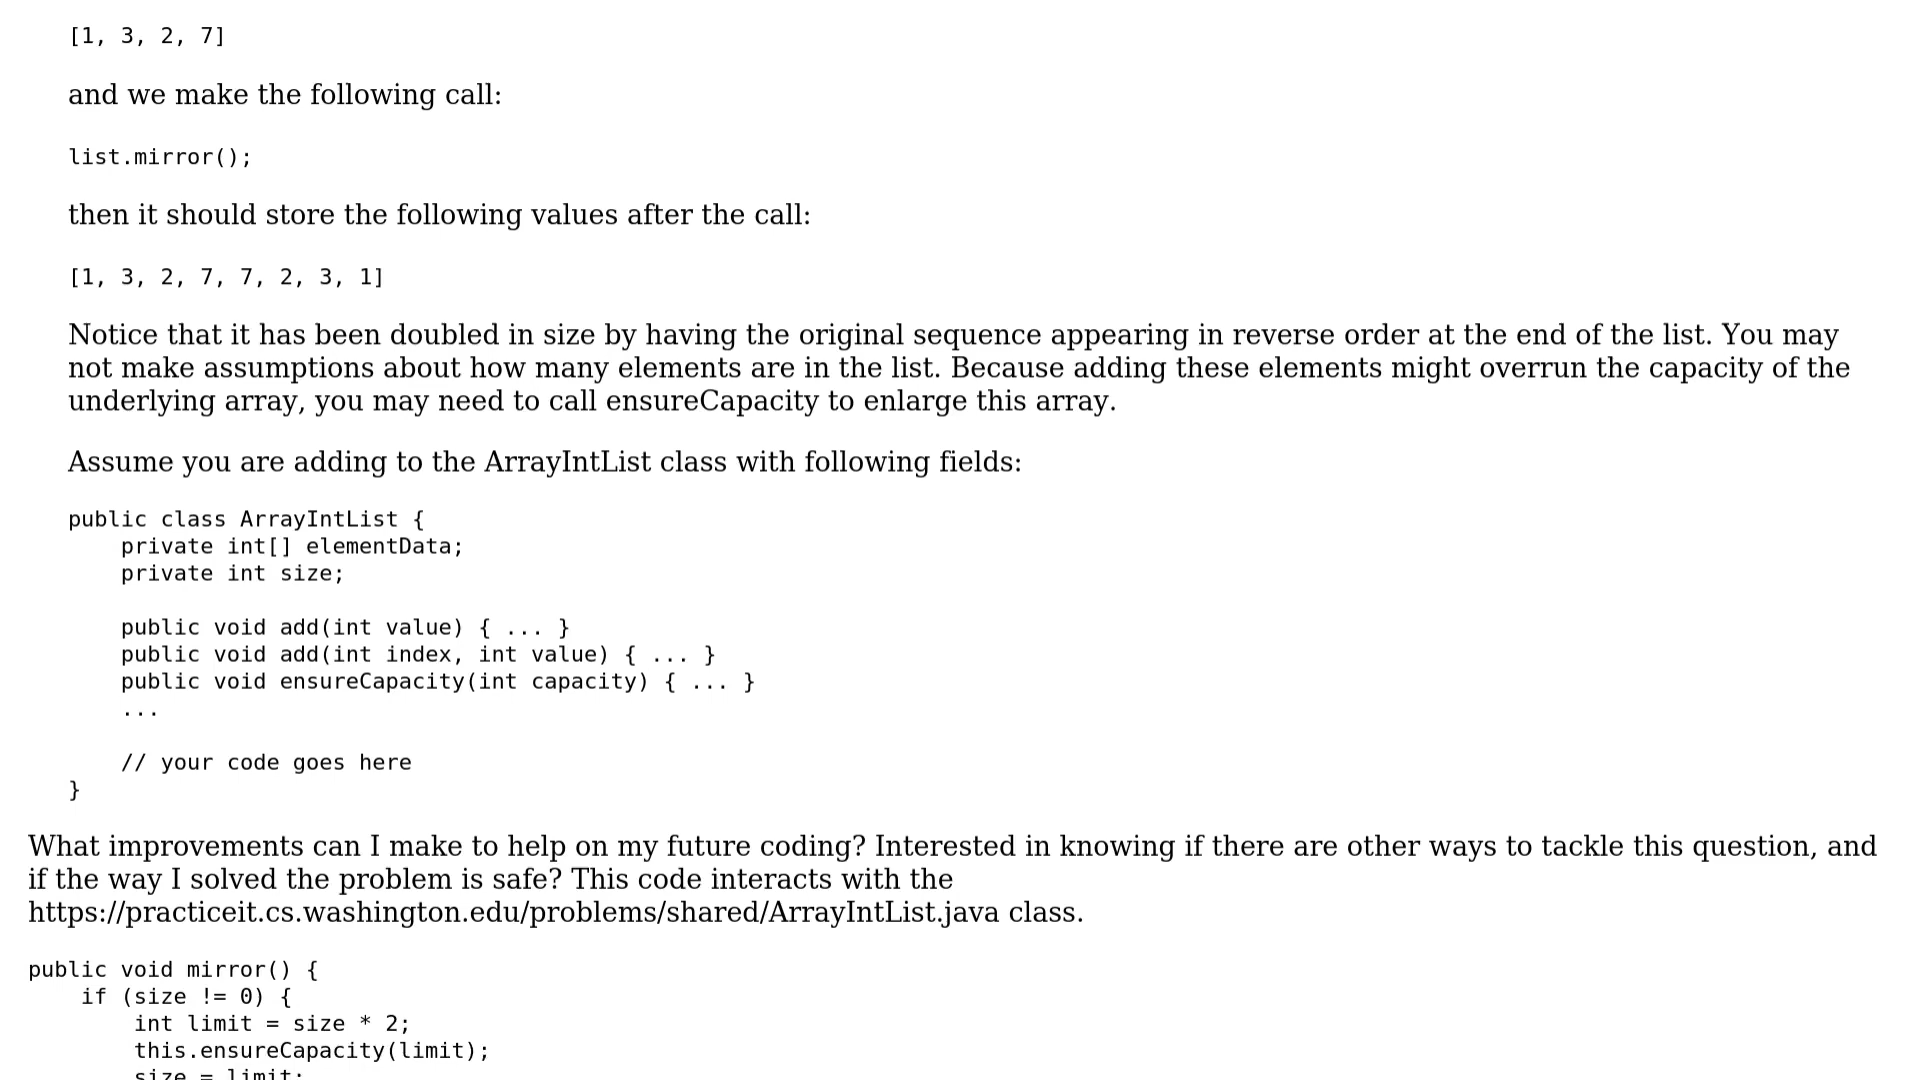 [1, 3, 2, 7]
and we make the following call:
list.mirror();
then it should store the following values after the call:
[1, 3, 2, 7, 7, 2, 3, 1]
Notice that it has been doubled in size by having the original sequence appearing in reverse order at the end of the list. You may
not make assumptions about how many elements are in the list. Because adding these elements might overrun the capacity of the
underlying array, you may need to call ensureCapacity to enlarge this array.
Assume you are adding to the ArrayIntList class with following fields:
public class ArrayIntList {
    private int[] elementData;
    private int size;
    public void add(int value) { ... }
    public void add(int index, int value) { ... }
    public void ensureCapacity(int capacity) { ... }
    ...
    // your code goes here
}
What improvements can I make to help on my future coding? Interested in knowing if there are other ways to tackle this question, and
if the way I solved the problem is safe? This code interacts with the
https://practiceit.cs.washington.edu/problems/shared/ArrayIntList.java class.
public void mirror() {
    if (size != 0) {
        int limit = size * 2;
        this.ensureCapacity(limit);
        size = limit;